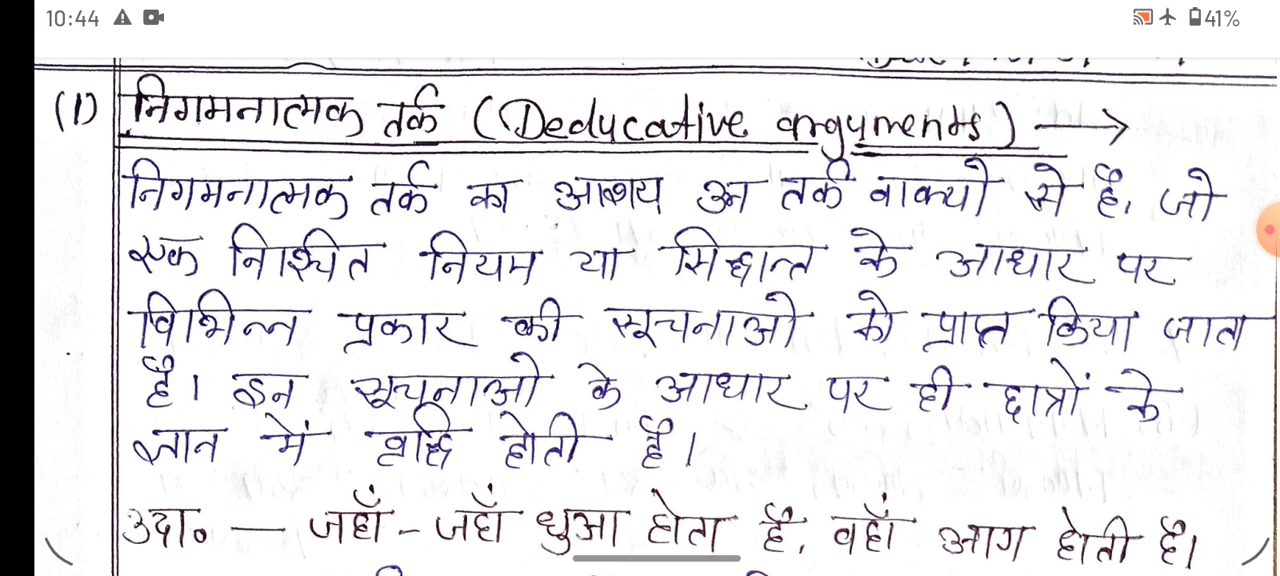 10:44
41%
(1) निगमनात्मक तर्क (Deducative arguments) →
निगमनात्मक तर्क का आशय उन तर्क वाक्यो से है, जो
एक निश्चित नियम या सिद्धान्त के आधार पर
विभिन्न प्रकार की सूचनाओ को प्राप्त किया जाता
है। इन सूचनाओ के आधार पर ही छात्रों के
ज्ञान में वृद्धि होती है।
उदा० — जहाँ - जहाँ धुआ होता है, वहाँ आग होती है।